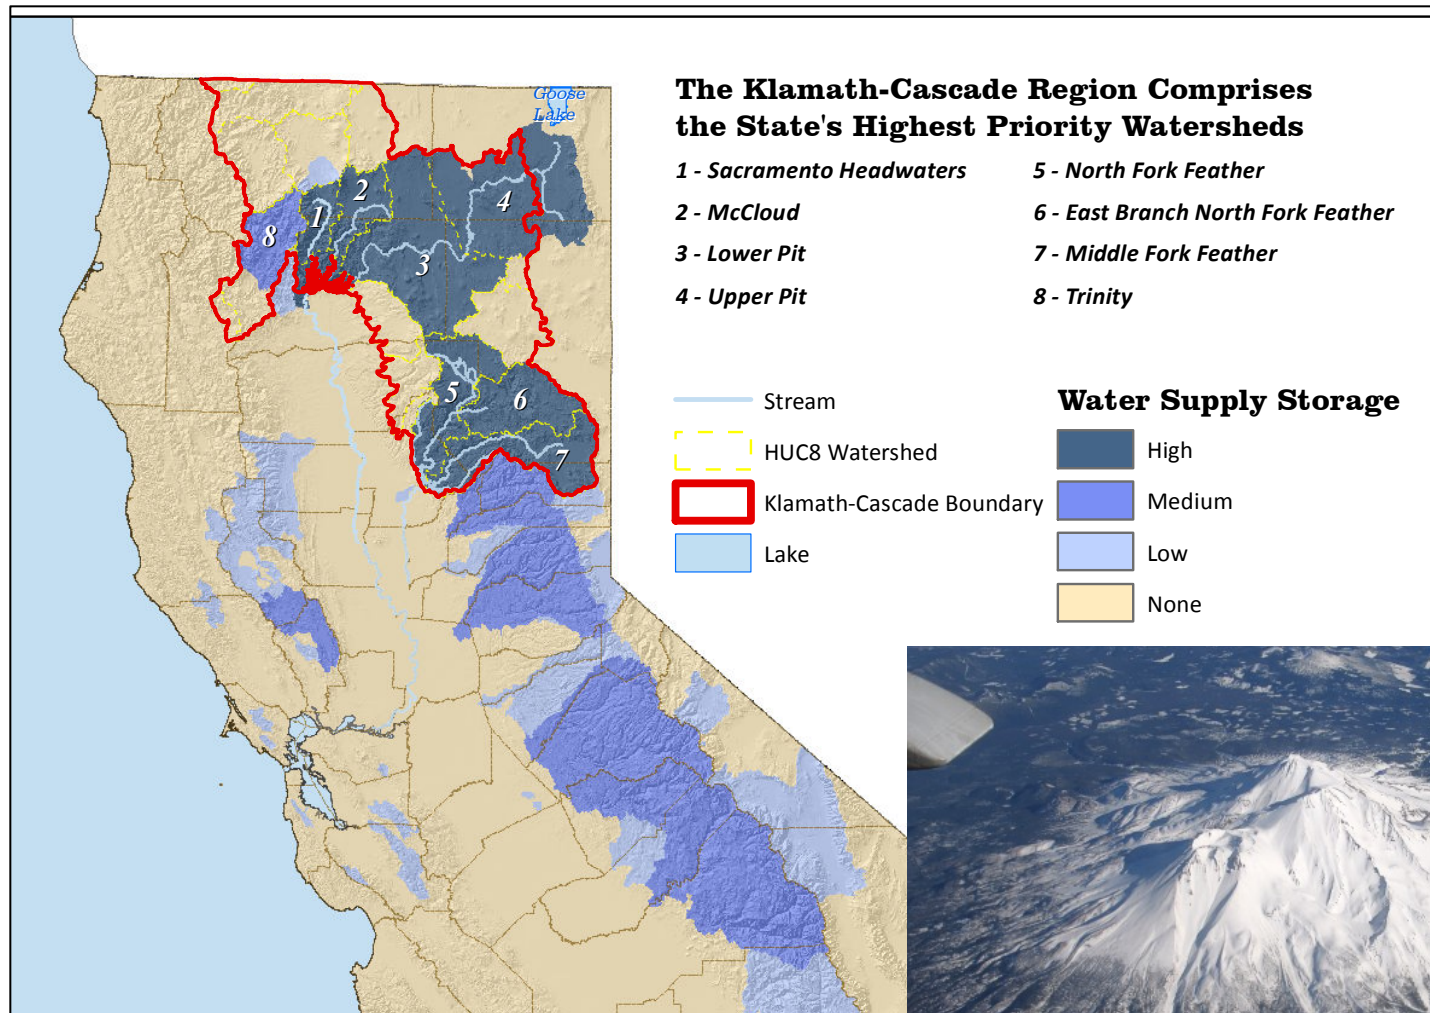 The Klamath-Cascade Region Comprises
the State's Highest Priority Watersheds
1 - Sacramento Headwaters
2 - McCloud
3 - Lower Pit
4 - Upper Pit
5 - North Fork Feather
6 - East Branch North Fork Feather
7 - Middle Fork Feather
8 - Trinity
Stream
HUC8 Watershed
Klamath-Cascade Boundary
Lake
Water Supply Storage
High
Medium
Low
None
Goose
Lake
1
2
3
4
5
6
7
8